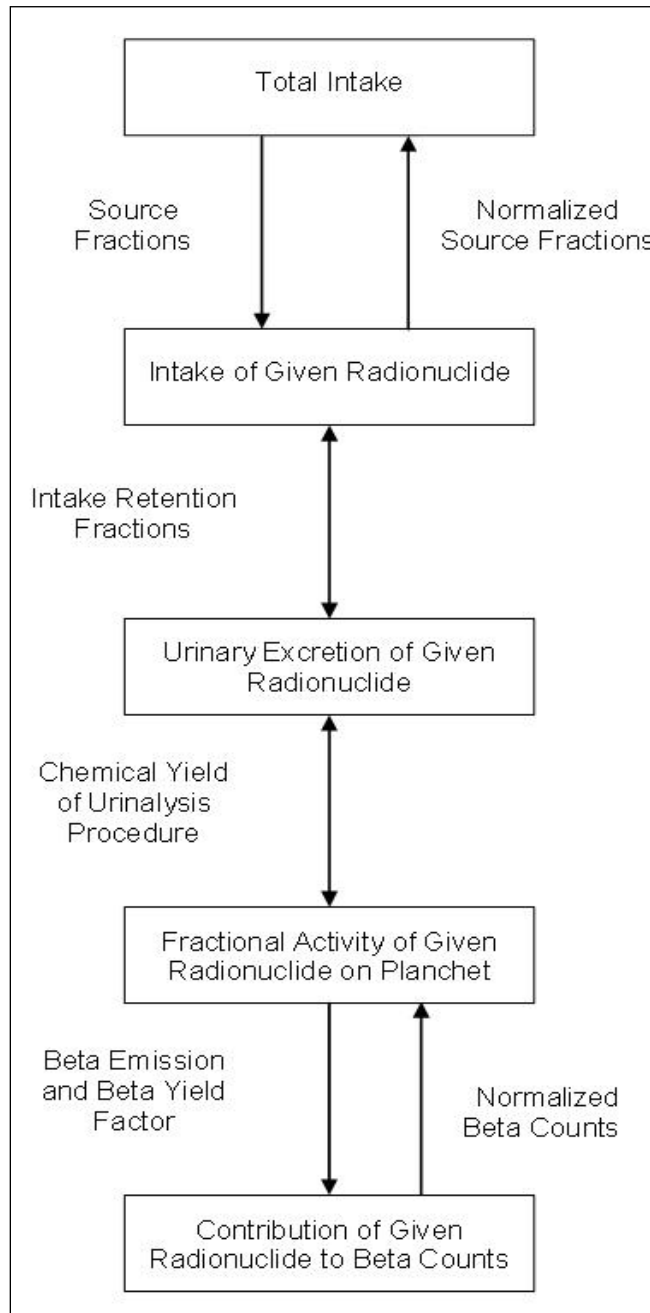 Total Intake
Source
Fractions
Normalized
Source Fractions
Intake of Given Radionuclide
Intake Retention
Fractions
Urinary Excretion of Given
Radionuclide
Chemical Yield
of Urinalysis
Procedure
Fractional Activity of Given
Radionuclide on Planchet
Beta Emission
and Beta Yield
Factor
Normalized
Beta Counts
Contribution of Given
Radionuclide to Beta Counts